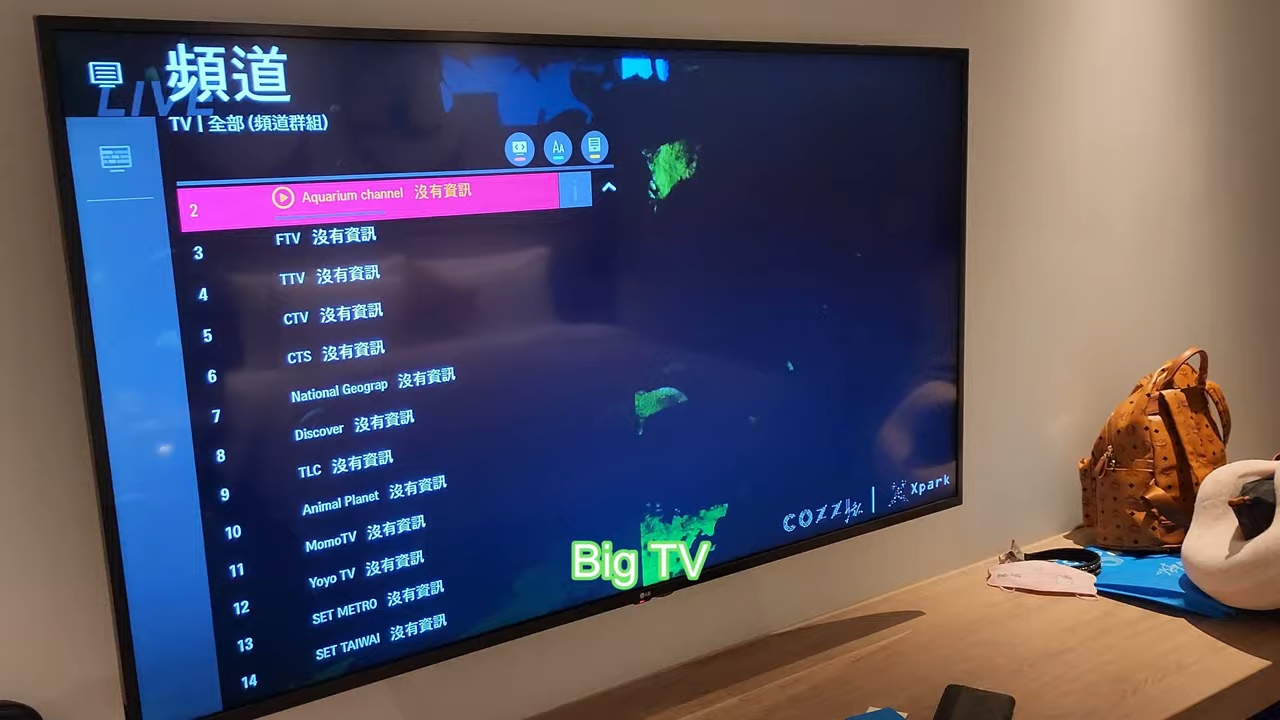 頻道
LIVE
TV | 全部 (頻道群組)
2 Aquarium channel 沒有資訊
3 FTV 沒有資訊
4 TTV 沒有資訊
5 CTV 沒有資訊
6 CTS 沒有資訊
7 National Geograp 沒有資訊
8 Discover 沒有資訊
9 TLC 沒有資訊
10 Animal Planet 沒有資訊
11 MomoTV 沒有資訊
12 Yoyo TV 沒有資訊
13 SET METRO 沒有資訊
14 SET TAIWAI 沒有資訊
COZZI | Xpark
Big TV
LG